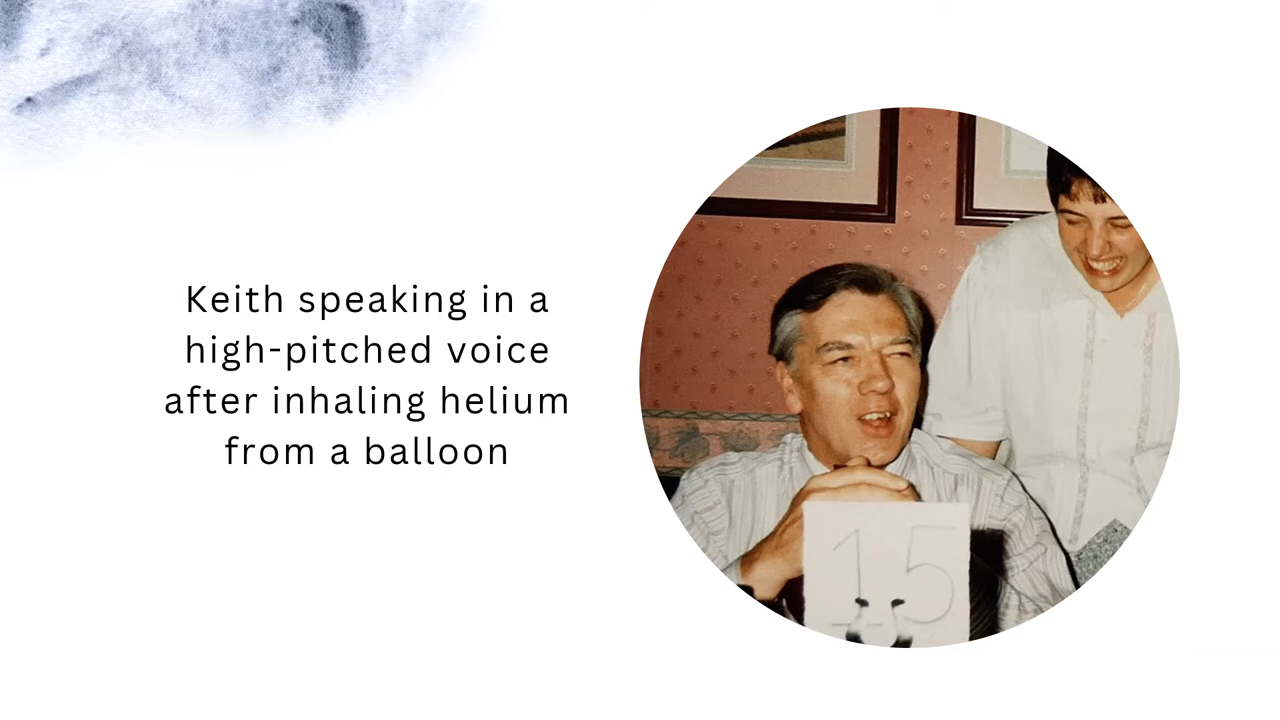 Keith speaking in a
high-pitched voice
after inhaling helium
from a balloon
15